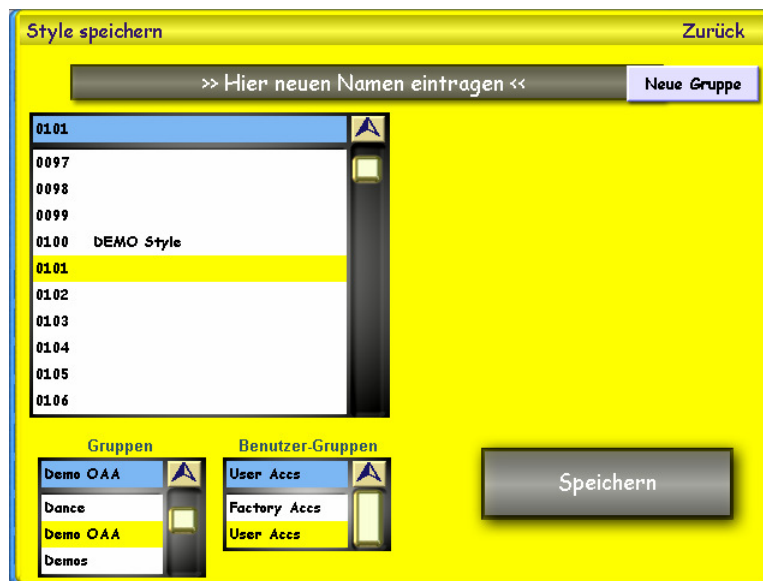 Style speichern Zurück
>> Hier neuen Namen eintragen << Neue Gruppe
0101
0097
0098
0099
0100 DEMO Style
0101
0102
0103
0104
0105
0106
Gruppen Benutzer-Gruppen
Demo OAA User Accs
Dance Factory Accs
Demo OAA User Accs
Demos
Speichern